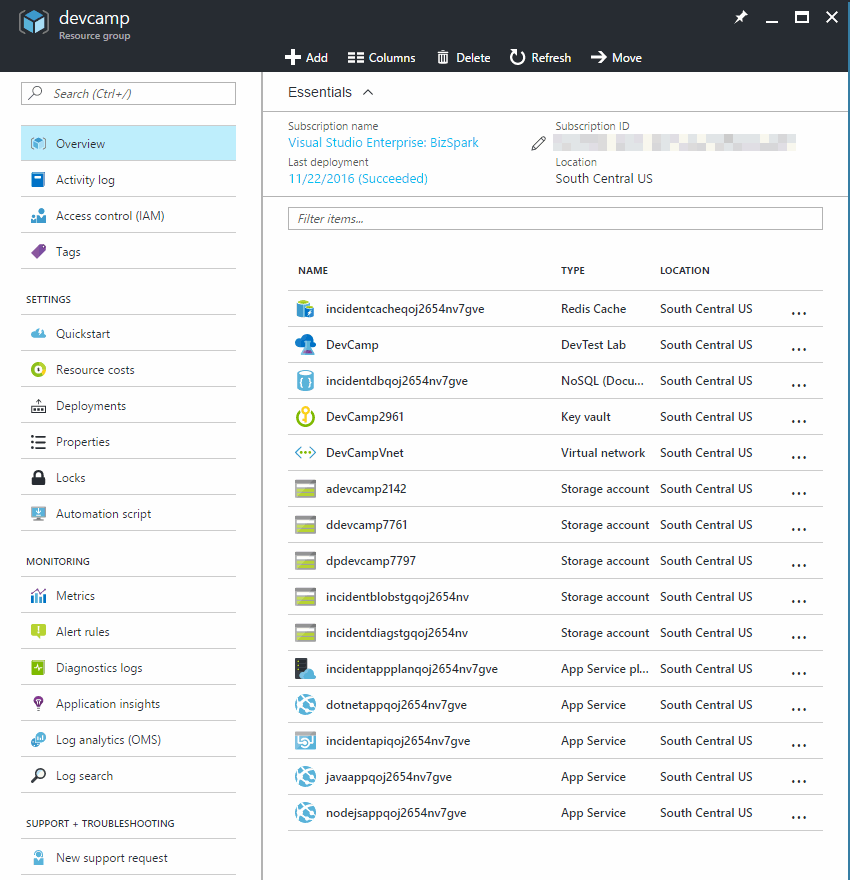 devcamp
Resource group
Add Columns Delete Refresh Move
Search (Ctrl+/)
Overview
Activity log
Access control (IAM)
Tags
SETTINGS
Quickstart
Resource costs
Deployments
Properties
Locks
Automation script
MONITORING
Metrics
Alert rules
Diagnostics logs
Application insights
Log analytics (OMS)
Log search
SUPPORT + TROUBLESHOOTING
New support request
Essentials
Subscription name
Visual Studio Enterprise: BizSpark
Last deployment
11/22/2016 (Succeeded)
Subscription ID
Location
South Central US
Filter items...
NAME TYPE LOCATION
incidentcacheqoj2654nv7gve Redis Cache South Central US ...
DevCamp DevTest Lab South Central US ...
incidentdbqoj2654nv7gve NoSQL (Docu... South Central US ...
DevCamp2961 Key vault South Central US ...
DevCampVnet Virtual network South Central US ...
adevcamp2142 Storage account South Central US ...
ddevcamp7761 Storage account South Central US ...
dpdevcamp7797 Storage account South Central US ...
incidentblobstgqoj2654nv Storage account South Central US ...
incidentdiagstgqoj2654nv Storage account South Central US ...
incidentappplanqoj2654nv7gve App Service pl... South Central US ...
dotnetappqoj2654nv7gve App Service South Central US ...
incidentapiqoj2654nv7gve App Service South Central US ...
javaappqoj2654nv7gve App Service South Central US ...
nodejsappqoj2654nv7gve App Service South Central US ...